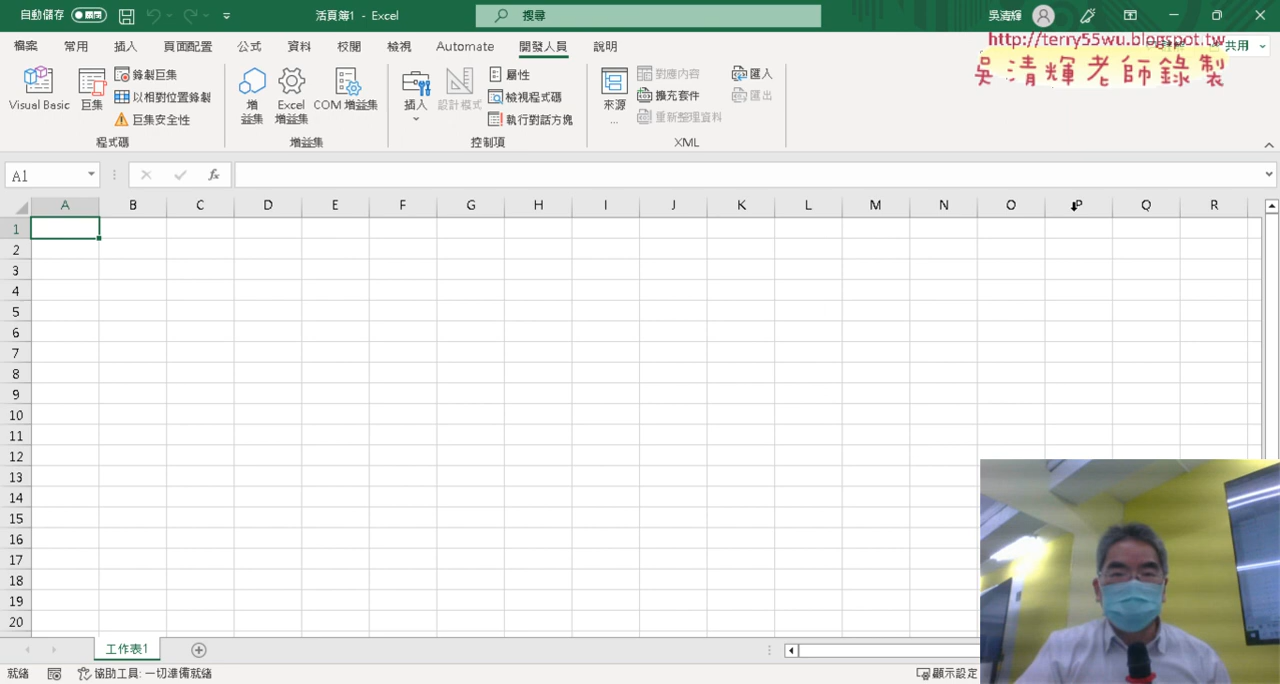 自動儲存 關閉 活頁簿1 - Excel 搜尋 吳清輝
檔案 常用 插入 頁面配置 公式 資料 校閱 檢視 Automate 開發人員 說明 共用
http://terry55wu.blogspot.tw
吳清輝老師錄製
Visual Basic 巨集 錄製巨集 以相對位置錄製 巨集安全性
增益集 Excel 增益集 COM 增益集
插入 設計模式 屬性 檢視程式碼 執行對話方塊
來源... 對應內容 擴充套件 重新整理資料 匯入 匯出
程式碼 增益集 控制項 XML
A1 fx
A B C D E F G H I J K L M N O P Q R
1
2
3
4
5
6
7
8
9
10
11
12
13
14
15
16
17
18
19
20
工作表1
就緒 協助工具: 一切準備就緒 顯示設定